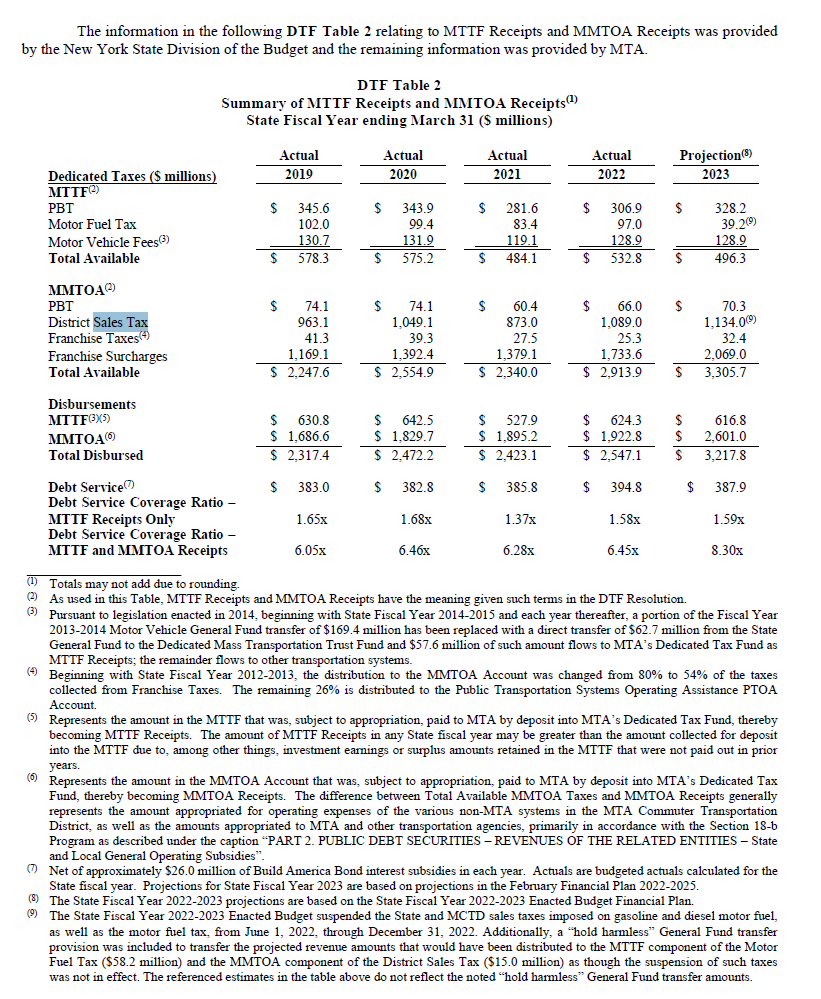 The information in the following DTF Table 2 relating to MTTF Receipts and MMTOA Receipts was provided
by the New York State Division of the Budget and the remaining information was provided by MTA.
DTF Table 2
Summary of MTTF Receipts and MMTOA Receipts(1)
State Fiscal Year ending March 31 ($ millions)
Actual Actual Actual Actual Projection(8)
Dedicated Taxes ($ millions) 2019 2020 2021 2022 2023
MTTF(2)
PBT $ 345.6 $ 343.9 $ 281.6 $ 306.9 $ 328.2
Motor Fuel Tax 102.0 99.4 83.4 97.0 39.2(9)
Motor Vehicle Fees(3) 130.7 131.9 119.1 128.9 128.9
Total Available $ 578.3 $ 575.2 $ 484.1 $ 532.8 $ 496.3
MMTOA(2)
PBT $ 74.1 $ 74.1 $ 60.4 $ 66.0 $ 70.3
District Sales Tax 963.1 1,049.1 873.0 1,089.0 1,134.0(9)
Franchise Taxes(4) 41.3 39.3 27.5 25.3 32.4
Franchise Surcharges 1,169.1 1,392.4 1,379.1 1,733.6 2,069.0
Total Available $ 2,247.6 $ 2,554.9 $ 2,340.0 $ 2,913.9 $ 3,305.7
Disbursements
MTTF(3)(5) $ 630.8 $ 642.5 $ 527.9 $ 624.3 $ 616.8
MMTOA(6) $ 1,686.6 $ 1,829.7 $ 1,895.2 $ 1,922.8 $ 2,601.0
Total Disbursed $ 2,317.4 $ 2,472.2 $ 2,423.1 $ 2,547.1 $ 3,217.8
Debt Service(7) $ 383.0 $ 382.8 $ 385.8 $ 394.8 $ 387.9
Debt Service Coverage Ratio –
MTTF Receipts Only 1.65x 1.68x 1.37x 1.58x 1.59x
Debt Service Coverage Ratio –
MTTF and MMTOA Receipts 6.05x 6.46x 6.28x 6.45x 8.30x
(1) Totals may not add due to rounding.
(2) As used in this Table, MTTF Receipts and MMTOA Receipts have the meaning given such terms in the DTF Resolution.
(3) Pursuant to legislation enacted in 2014, beginning with State Fiscal Year 2014-2015 and each year thereafter, a portion of the Fiscal Year
2013-2014 Motor Vehicle General Fund transfer of $169.4 million has been replaced with a direct transfer of $62.7 million from the State
General Fund to the Dedicated Mass Transportation Trust Fund and $57.6 million of such amount flows to MTA's Dedicated Tax Fund as
MTTF Receipts; the remainder flows to other transportation systems.
(4) Beginning with State Fiscal Year 2012-2013, the distribution to the MMTOA Account was changed from 80% to 54% of the taxes
collected from Franchise Taxes. The remaining 26% is distributed to the Public Transportation Systems Operating Assistance PTOA
Account.
(5) Represents the amount in the MTTF that was, subject to appropriation, paid to MTA by deposit into MTA's Dedicated Tax Fund, thereby
becoming MTTF Receipts. The amount of MTTF Receipts in any State fiscal year may be greater than the amount collected for deposit
into the MTTF due to, among other things, investment earnings or surplus amounts retained in the MTTF that were not paid out in prior
years.
(6) Represents the amount in the MMTOA Account that was, subject to appropriation, paid to MTA by deposit into MTA's Dedicated Tax
Fund, thereby becoming MMTOA Receipts. The difference between Total Available MMTOA Taxes and MMTOA Receipts generally
represents the amount appropriated for operating expenses of the various non-MTA systems in the MTA Commuter Transportation
District, as well as the amounts appropriated to MTA and other transportation agencies, primarily in accordance with the Section 18-b
Program as described under the caption “PART 2. PUBLIC DEBT SECURITIES – REVENUES OF THE RELATED ENTITIES – State
and Local General Operating Subsidies”.
(7) Net of approximately $26.0 million of Build America Bond interest subsidies in each year. Actuals are budgeted actuals calculated for the
State fiscal year. Projections for State Fiscal Year 2023 are based on projections in the February Financial Plan 2022-2025.
(8) The State Fiscal Year 2022-2023 projections are based on the State Fiscal Year 2022-2023 Enacted Budget Financial Plan.
(9) The State Fiscal Year 2022-2023 Enacted Budget suspended the State and MCTD sales taxes imposed on gasoline and diesel motor fuel,
as well as the motor fuel tax, from June 1, 2022, through December 31, 2022. Additionally, a “hold harmless” General Fund transfer
provision was included to transfer the projected revenue amounts that would have been distributed to the MTTF component of the Motor
Fuel Tax ($58.2 million) and the MMTOA component of the District Sales Tax ($15.0 million) as though the suspension of such taxes
was not in effect. The referenced estimates in the table above do not reflect the noted “hold harmless” General Fund transfer amounts.